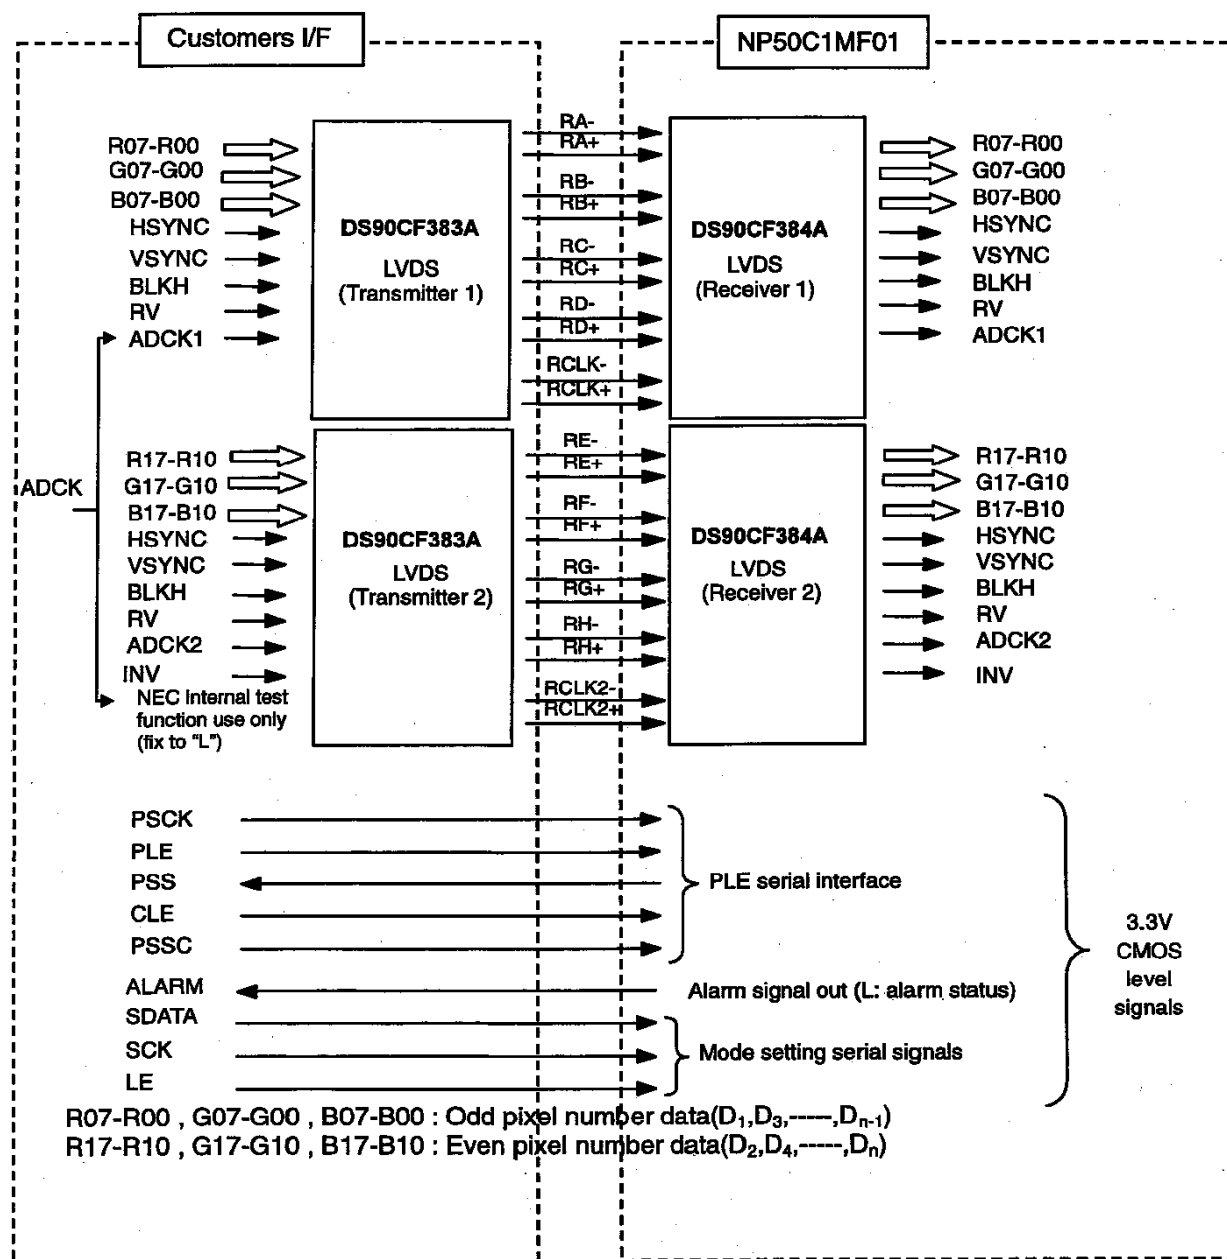 Customers I/F
NP50C1MF01
R07-R00
G07-G00
B07-B00
HSYNC
VSYNC
BLKH
RV
ADCK1
DS90CF383A
LVDS
(Transmitter 1)
RA-
RA+
RB-
RB+
RC-
RC+
RD-
RD+
RCLK-
RCLK+
DS90CF384A
LVDS
(Receiver 1)
R07-R00
G07-G00
B07-B00
HSYNC
VSYNC
BLKH
RV
ADCK1
ADCK
R17-R10
G17-G10
B17-B10
HSYNC
VSYNC
BLKH
RV
ADCK2
INV
NEC Internal test
function use only
(fix to "L")
DS90CF383A
LVDS
(Transmitter 2)
RE-
RE+
RF-
RF+
RG-
RG+
RH-
RH+
RCLK2-
RCLK2+
DS90CF384A
LVDS
(Receiver 2)
R17-R10
G17-G10
B17-B10
HSYNC
VSYNC
BLKH
RV
ADCK2
INV
PSCK
PLE
PSS
CLE
PSSC
PLE serial interface
ALARM
Alarm signal out (L: alarm status)
SDATA
SCK
LE
Mode setting serial signals
3.3V
CMOS
level
signals
R07-R00 , G07-G00 , B07-B00 : Odd pixel number data(D1,D3,-----,Dn-1)
R17-R10 , G17-G10 , B17-B10 : Even pixel number data(D2,D4,-----,Dn)